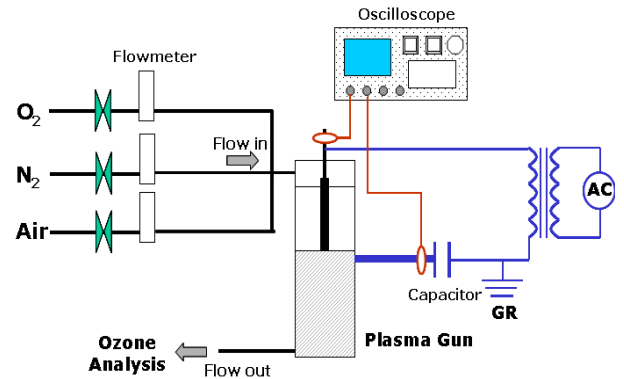 Oscilloscope
Flowmeter
O2
Flow in
N2
AC
Air
Capacitor
GR
Plasma Gun
Ozone
Analysis
Flow out